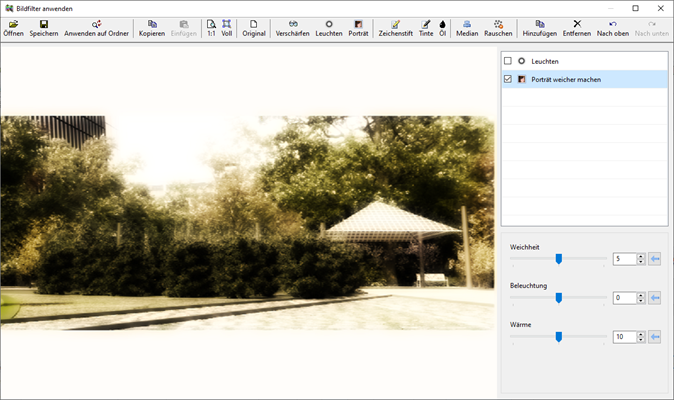 Bildfilter anwenden
Öffnen Speichern Anwenden auf Ordner Kopieren Einfügen 1:1 Voll Original Verschärfen Leuchten Porträt Zeichenstift Tinte Öl Median Rauschen Hinzufügen Entfernen Nach oben Nach unten
Leuchten
Porträt weicher machen
Weichheit
5
Beleuchtung
0
Wärme
10